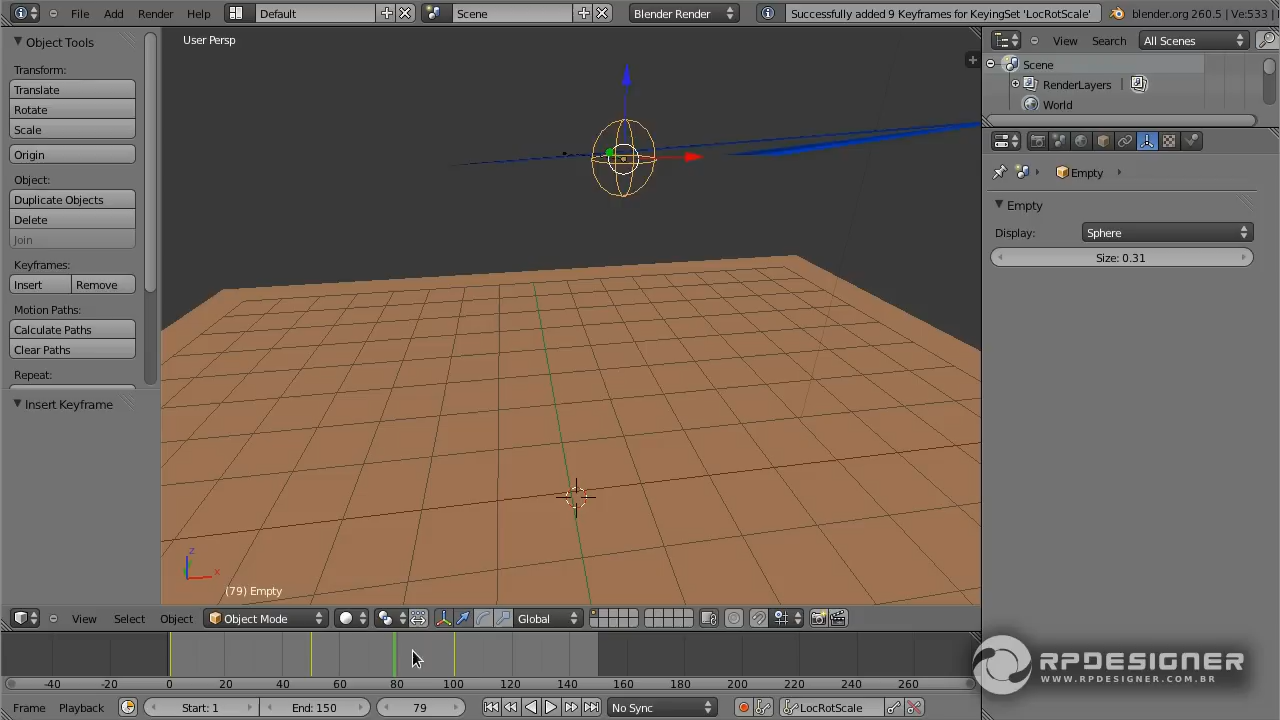 File Add Render Help Default Scene Blender Render Successfully added 9 Keyframes for KeyingSet 'LocRotScale' blender.org 260.5 | Ve:533 |
Object Tools
Transform:
Translate
Rotate
Scale
Origin
Object:
Duplicate Objects
Delete
Join
Keyframes:
Insert Remove
Motion Paths:
Calculate Paths
Clear Paths
Repeat:
Insert Keyframe
User Persp
z
x
(79) Empty
View Search All Scenes
Scene
RenderLayers |
World
Empty
Empty
Display: Sphere
Size: 0.31
View Select Object Object Mode Global
-40 -20 0 20 40 60 80 100 120 140 160 180 200 220 240 260
Frame Playback Start: 1 End: 150 79 No Sync LocRotScale
RPDESIGNER
WWW.RPDESIGNER.COM.BR